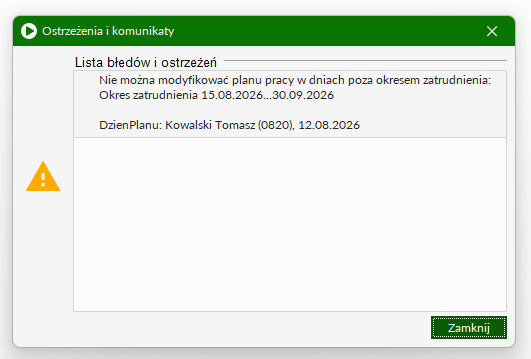 Ostrzeżenia i komunikaty
Lista błedów i ostrzeżeń
Nie można modyfikować planu pracy w dniach poza okresem zatrudnienia:
Okres zatrudnienia 15.08.2026...30.09.2026
DzienPlanu: Kowalski Tomasz (0820), 12.08.2026
Zamknij